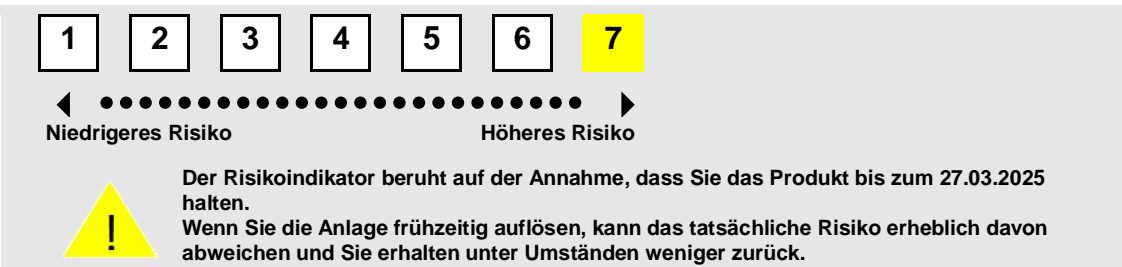 1 2 3 4 5 6 7
Niedrigeres Risiko Höheres Risiko
! Der Risikoindikator beruht auf der Annahme, dass Sie das Produkt bis zum 27.03.2025
halten.
Wenn Sie die Anlage frühzeitig auflösen, kann das tatsächliche Risiko erheblich davon
abweichen und Sie erhalten unter Umständen weniger zurück.